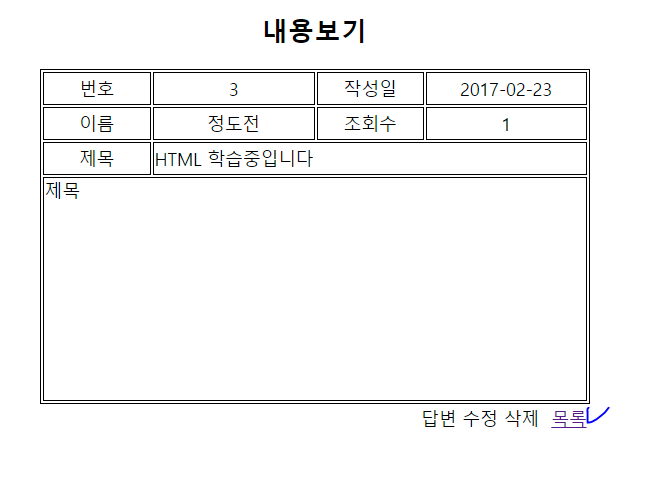 내용보기
번호 3 작성일 2017-02-23
이름 정도전 조회수 1
제목 HTML 학습중입니다
제목
답변 수정 삭제 목록